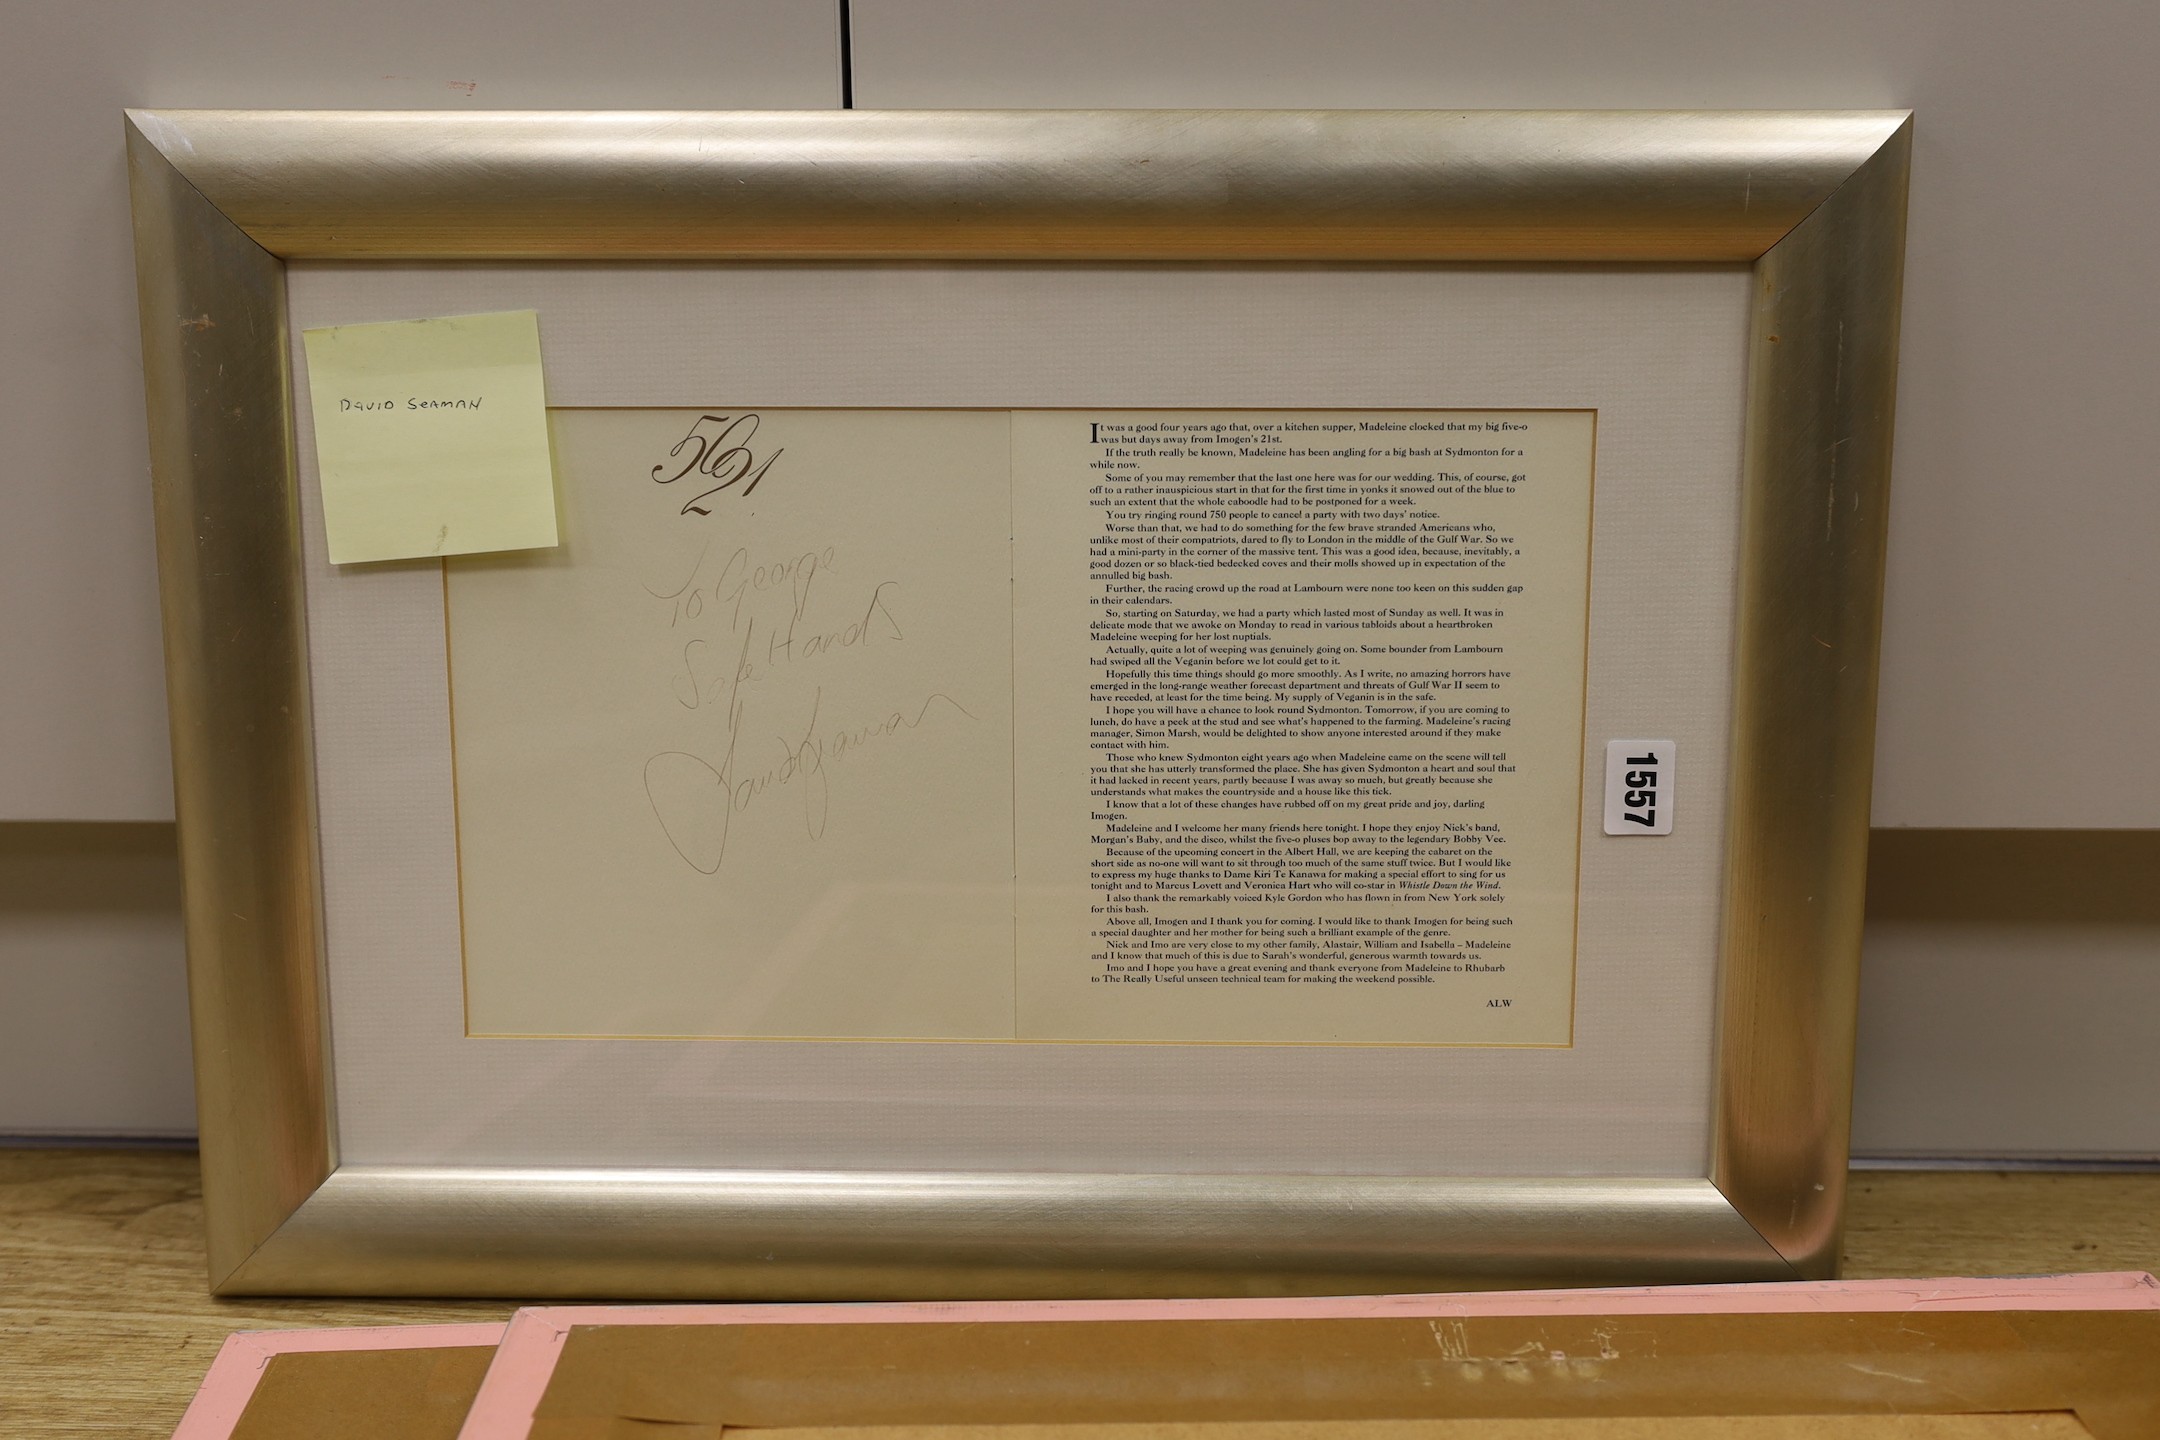 DAVID SEAMAN
50
21
To George
Safe Hands
David Seaman
It was a good four years ago that, over a kitchen supper, Madeleine clocked that my big five-o
was but days away from Imogen's 21st.
If the truth really be known, Madeleine has been angling for a big bash at Sydmonton for a
while now.
Some of you may remember that the last one here was for our wedding. This, of course, got
off to a rather inauspicious start in that for the first time in yonks it snowed out of the blue to
such an extent that the whole caboodle had to be postponed for a week.
You try ringing round 750 people to cancel a party with two days' notice.
Worse than that, we had to do something for the few brave stranded Americans who,
unlike most of their compatriots, dared to fly to London in the middle of the Gulf War. So we
had a mini-party in the corner of the massive tent. This was a good idea, because, inevitably, a
good dozen or so black-tied bedecked coves and their molls showed up in expectation of the
annulled big bash.
Further, the racing crowd up the road at Lambourn were none too keen on this sudden gap
in their calendars.
So, starting on Saturday, we had a party which lasted most of Sunday as well. It was in
delicate mode that we awoke on Monday to read in various tabloids about a heartbroken
Madeleine weeping for her lost nuptials.
Actually, quite a lot of weeping was genuinely going on. Some bounder from Lambourn
had swiped all the Veganin before we lot could get to it.
Hopefully this time things should go more smoothly. As I write, no amazing horrors have
emerged in the long-range weather forecast department and threats of Gulf War II seem to
have receded, at least for the time being. My supply of Veganin is in the safe.
I hope you will have a chance to look round Sydmonton. Tomorrow, if you are coming to
lunch, do have a peek at the stud and see what's happened to the farming. Madeleine's racing
manager, Simon Marsh, would be delighted to show anyone interested around if they make
contact with him.
Those who knew Sydmonton eight years ago when Madeleine came on the scene will tell
you that she has utterly transformed the place. She has given Sydmonton a heart and soul that
it had lacked in recent years, partly because I was away so much, but greatly because she
understands what makes the countryside and a house like this tick.
I know that a lot of these changes have rubbed off on my great pride and joy, darling
Imogen.
Madeleine and I welcome her many friends here tonight. I hope they enjoy Nick's band,
Morgan's Baby, and the disco, whilst the five-o pluses bop away to the legendary Bobby Vee.
Because of the upcoming concert in the Albert Hall, we are keeping the cabaret on the
short side as no-one will want to sit through too much of the same stuff twice. But I would like
to express my huge thanks to Dame Kiri Te Kanawa for making a special effort to sing for us
tonight and to Marcus Lovett and Veronica Hart who will co-star in Whistle Down the Wind.
I also thank the remarkably voiced Kyle Gordon who has flown in from New York solely
for this bash.
Above all, Imogen and I thank you for coming. I would like to thank Imogen for being such
a special daughter and her mother for being such a brilliant example of the genre.
Nick and Imo are very close to my other family, Alastair, William and Isabella – Madeleine
and I know that much of this is due to Sarah's wonderful, generous warmth towards us.
Imo and I hope you have a great evening and thank everyone from Madeleine to Rhubarb
to The Really Useful unseen technical team for making the weekend possible.
ALW
1557